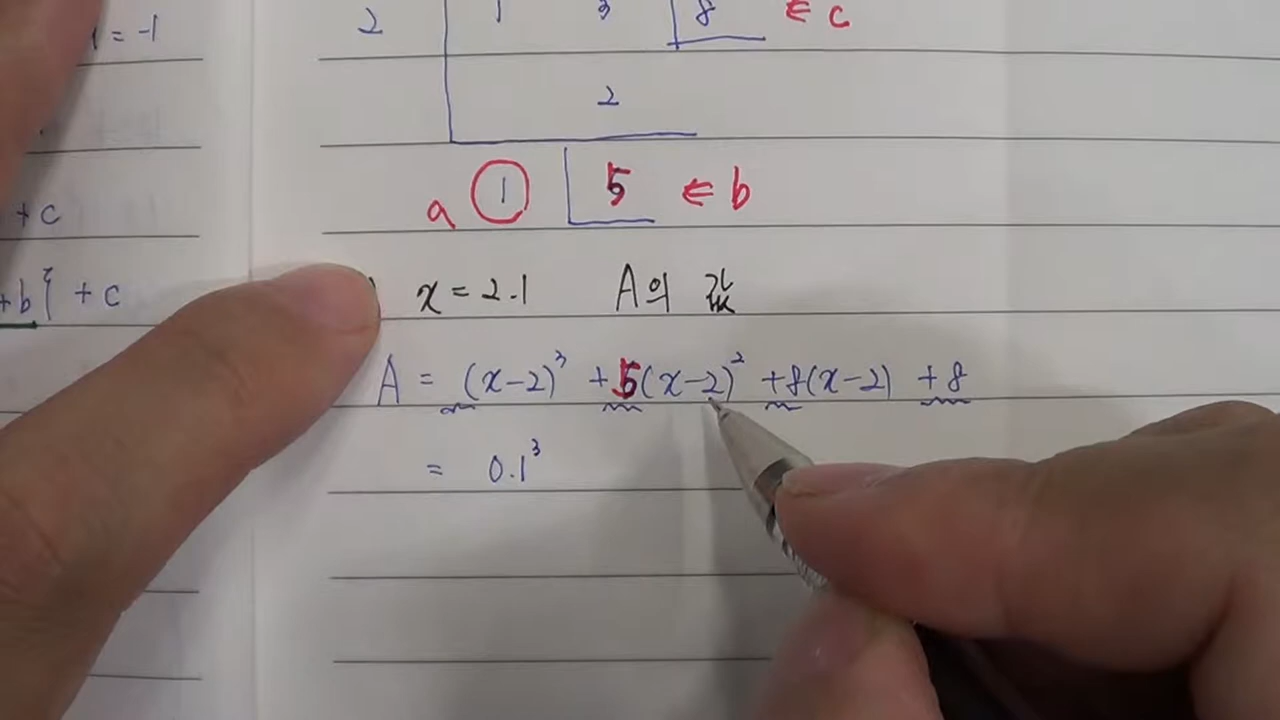 = -1
2 1 3 8 ⇐ c
2
a 1 5 ⇐ b
+ c
x = 2.1 A의 값
+b} + c
A = (x-2)³ + 5(x-2)² + 8(x-2) + 8
= 0.1³